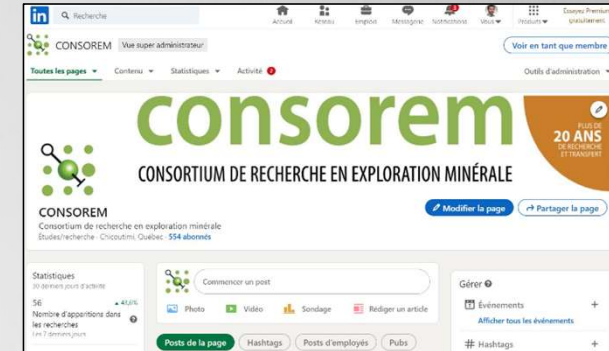 in Recherche
Accueil Réseau Emploi Messagerie Notifications Vous Produits Essayez Premium gratuitement
CONSOREM Vue super administrateur Voir en tant que membre
Toutes les pages Contenu Statistiques Activité Outils d'administration
consorem
CONSORTIUM DE RECHERCHE EN EXPLORATION MINÉRALE
PLUS DE
20 ANS
DE RECHERCHE
ET TRANSFERT
CONSOREM
Consortium de recherche en exploration minérale
Études/recherche · Chicoutimi, Québec · 554 abonnés
Modifier la page Partager la page
Statistiques
30 derniers jours d'activité
56
Nombre d'apparitions dans
les recherches
Les 7 derniers jours
Commencer un post
Photo Vidéo Sondage Rédiger un article
Posts de la page Hashtags Posts d'employés Pubs
Gérer
Événements +
Afficher tous les événements
# Hashtags +